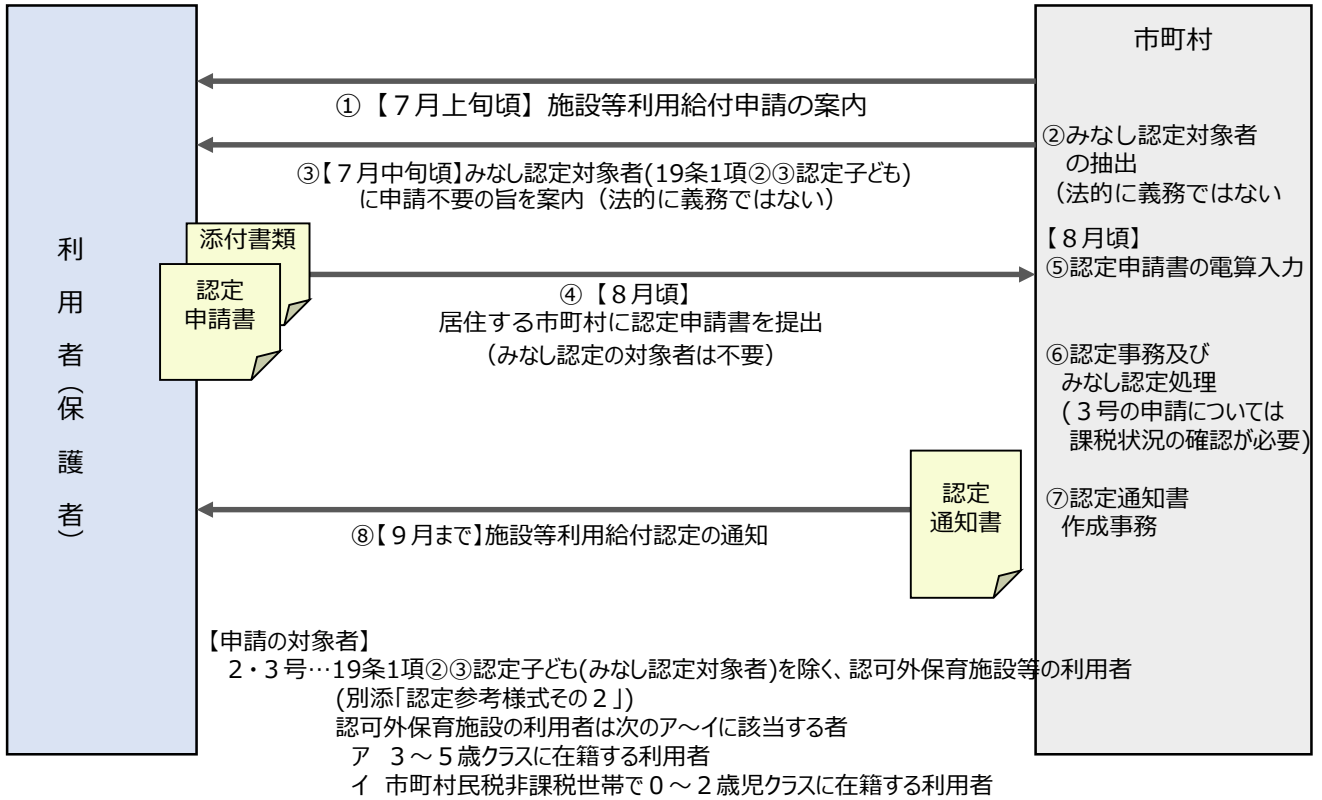 市町村
①【７月上旬頃】施設等利用給付申請の案内
②みなし認定対象者
の抽出
（法的に義務ではない
③【７月中旬頃】みなし認定対象者(19条1項②③認定子ども)
に申請不要の旨を案内（法的に義務ではない）
利用者（保護者）
添付書類
認定
申請書
④【８月頃】
居住する市町村に認定申請書を提出
（みなし認定の対象者は不要）
【８月頃】
⑤認定申請書の電算入力
⑥認定事務及び
みなし認定処理
(３号の申請については
課税状況の確認が必要)
認定
通知書
⑦認定通知書
作成事務
⑧【９月まで】施設等利用給付認定の通知
【申請の対象者】
２・３号…19条1項②③認定子ども(みなし認定対象者)を除く、認可外保育施設等の利用者
(別添「認定参考様式その２」)
認可外保育施設の利用者は次のア～イに該当する者
ア　３～５歳クラスに在籍する利用者
イ　市町村民税非課税世帯で０～２歳児クラスに在籍する利用者